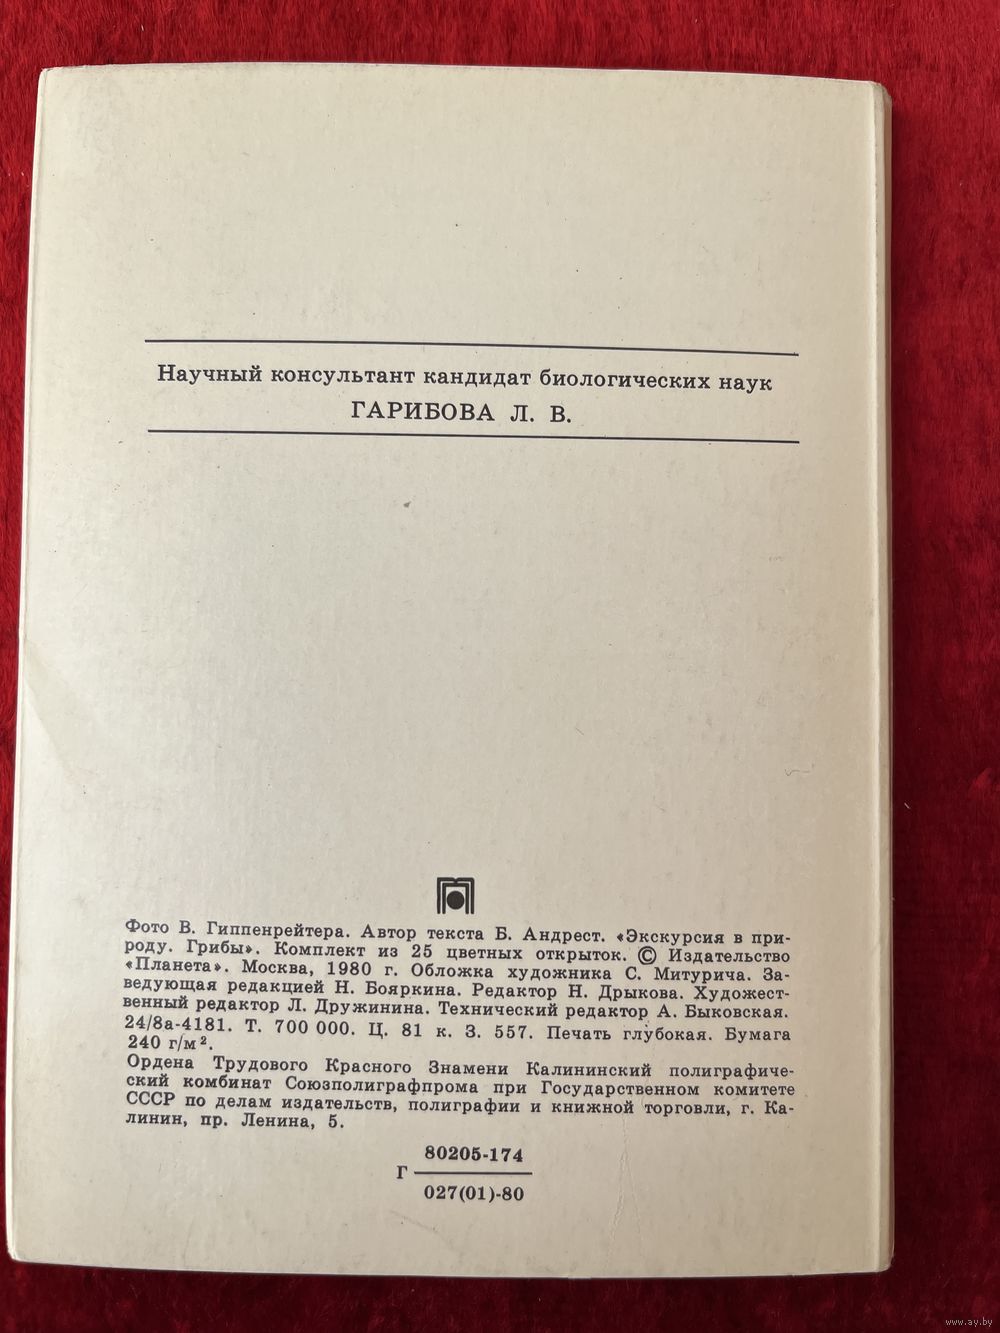 Научный консультант кандидат биологических наук
ГАРИБОВА Л. В.
Фото В. Гиппенрейтера. Автор текста Б. Андрест. «Экскурсия в при-
роду. Грибы». Комплект из 25 цветных открыток. © Издательство
«Планета». Москва, 1980 г. Обложка художника С. Митурича. За-
ведующая редакцией Н. Бояркина. Редактор Н. Дрыкова. Художест-
венный редактор Л. Дружинина. Технический редактор А. Быковская.
24/8а-4181. Т. 700 000. Ц. 81 к. З. 557. Печать глубокая. Бумага
240 г/м².
Ордена Трудового Красного Знамени Калининский полиграфиче-
ский комбинат Союзполиграфпрома при Государственном комитете
СССР по делам издательств, полиграфии и книжной торговли, г. Ка-
линин, пр. Ленина, 5.
80205-174
Г
027(01)-80
www.ay.by